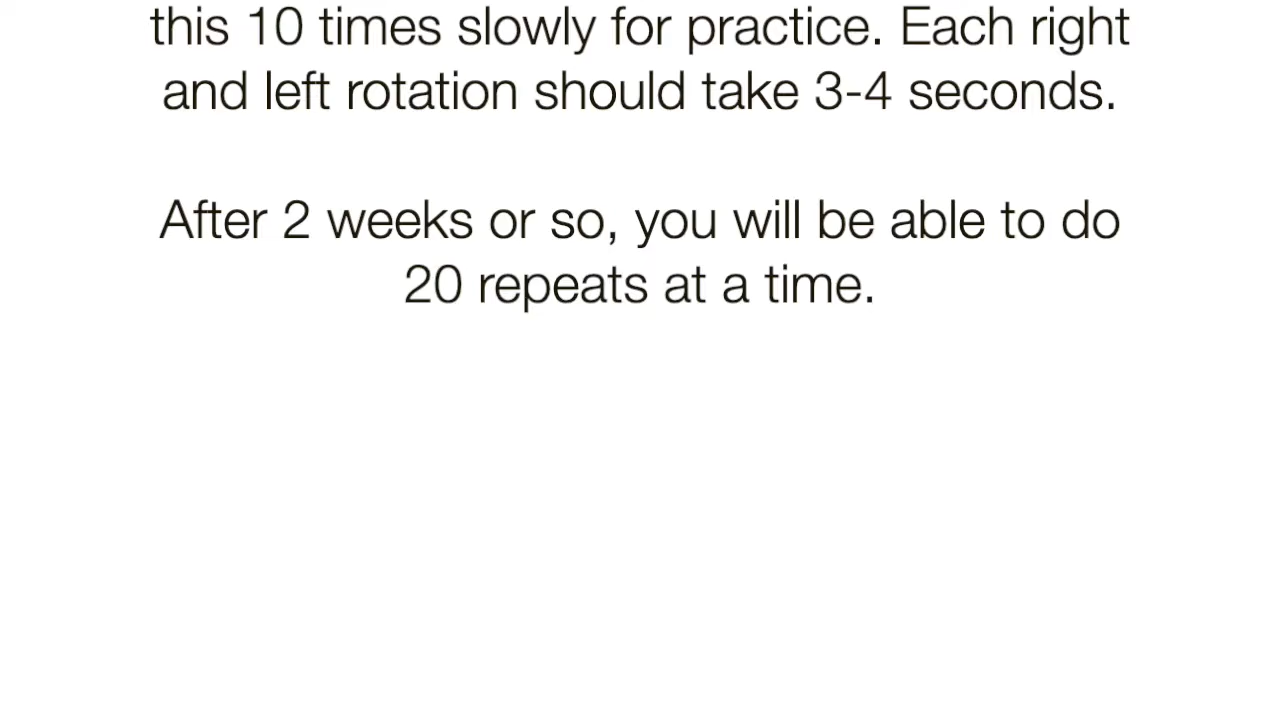 this 10 times slowly for practice. Each right
and left rotation should take 3-4 seconds.
After 2 weeks or so, you will be able to do
20 repeats at a time.